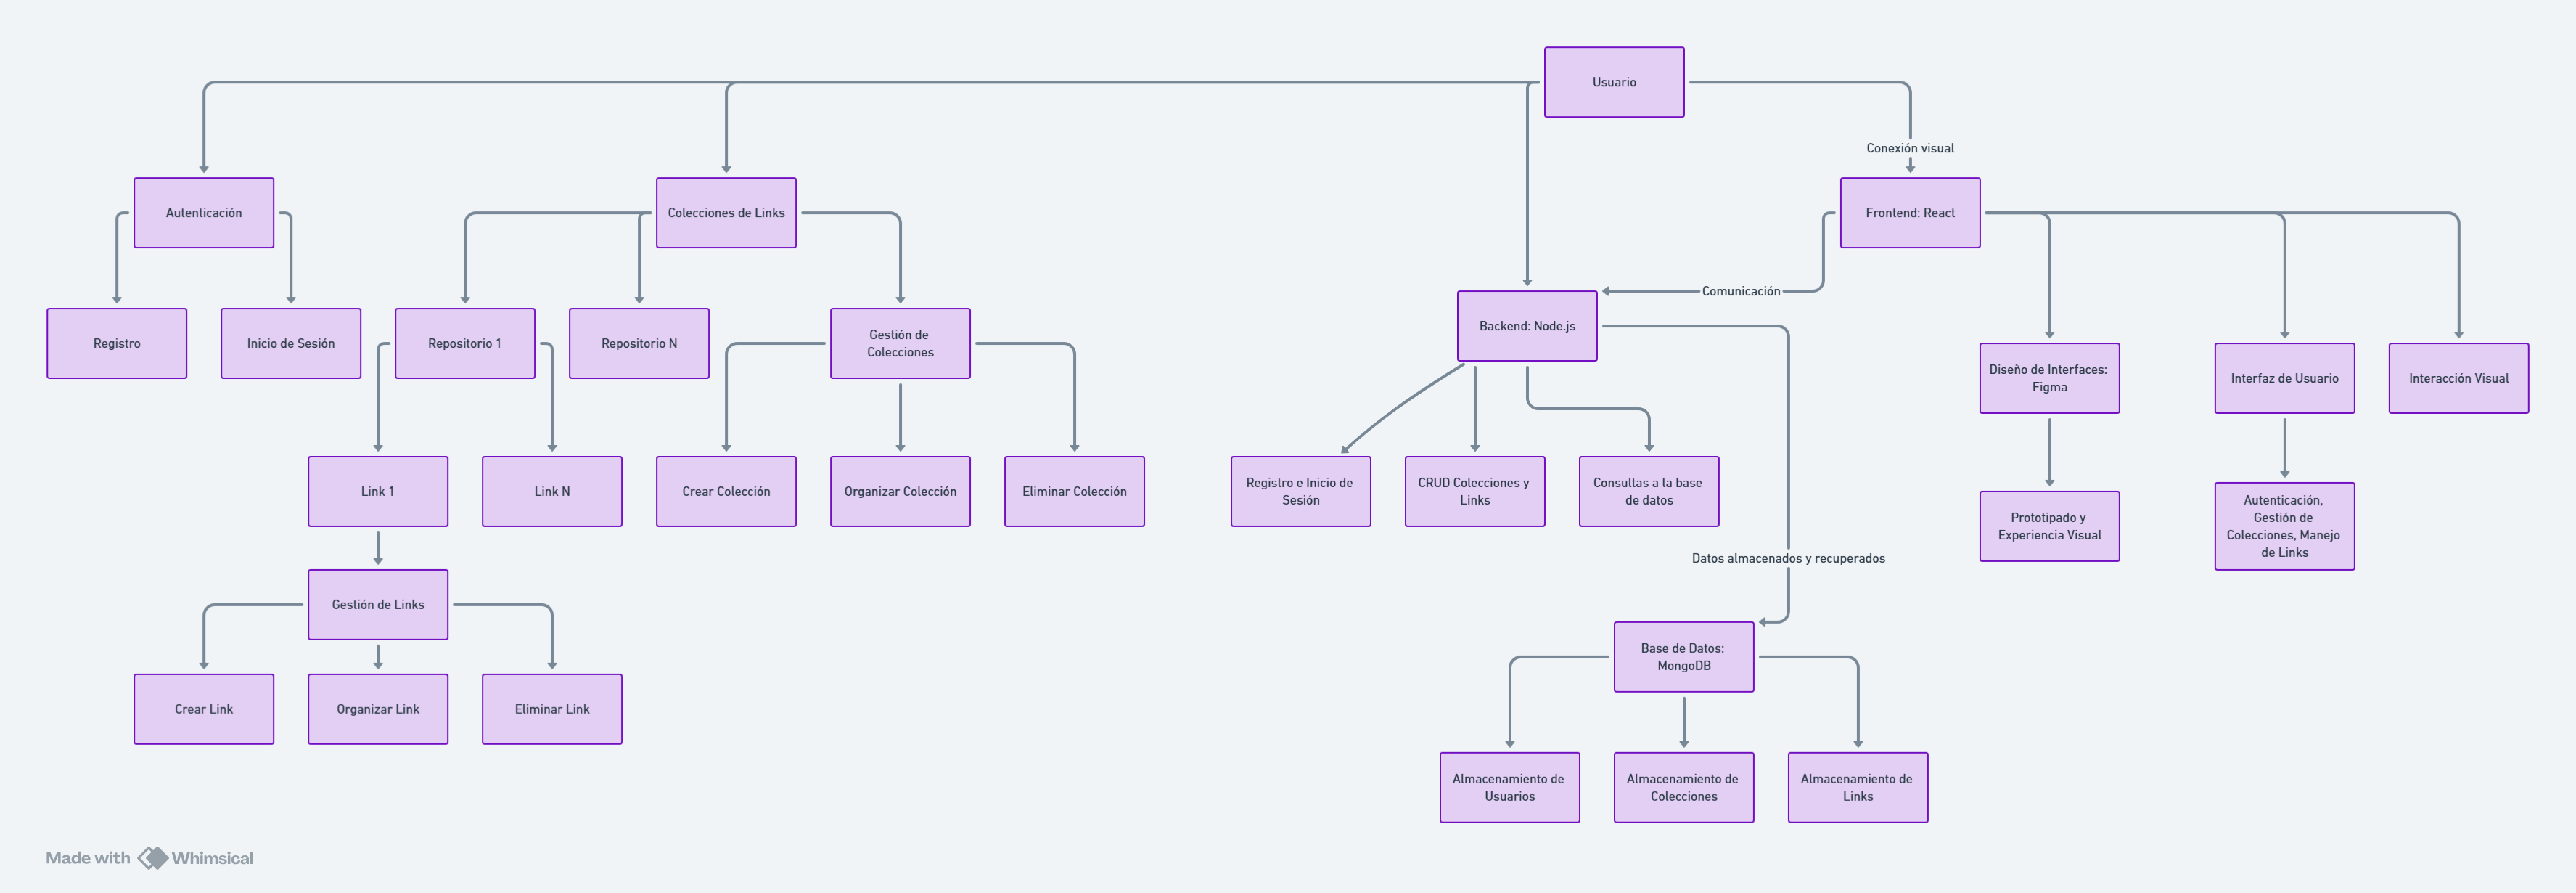 Usuario
Conexión visual
Autenticación
Colecciones de Links
Frontend: React
Comunicación
Registro
Inicio de Sesión
Repositorio 1
Repositorio N
Gestión de
Colecciones
Backend: Node.js
Diseño de Interfaces:
Figma
Interfaz de Usuario
Interacción Visual
Link 1
Link N
Crear Colección
Organizar Colección
Eliminar Colección
Registro e Inicio de
Sesión
CRUD Colecciones y
Links
Consultas a la base
de datos
Prototipado y
Experiencia Visual
Autenticación,
Gestión de
Colecciones, Manejo
de Links
Datos almacenados y recuperados
Gestión de Links
Base de Datos:
MongoDB
Crear Link
Organizar Link
Eliminar Link
Almacenamiento de
Usuarios
Almacenamiento de
Colecciones
Almacenamiento de
Links
Made with Whimsical